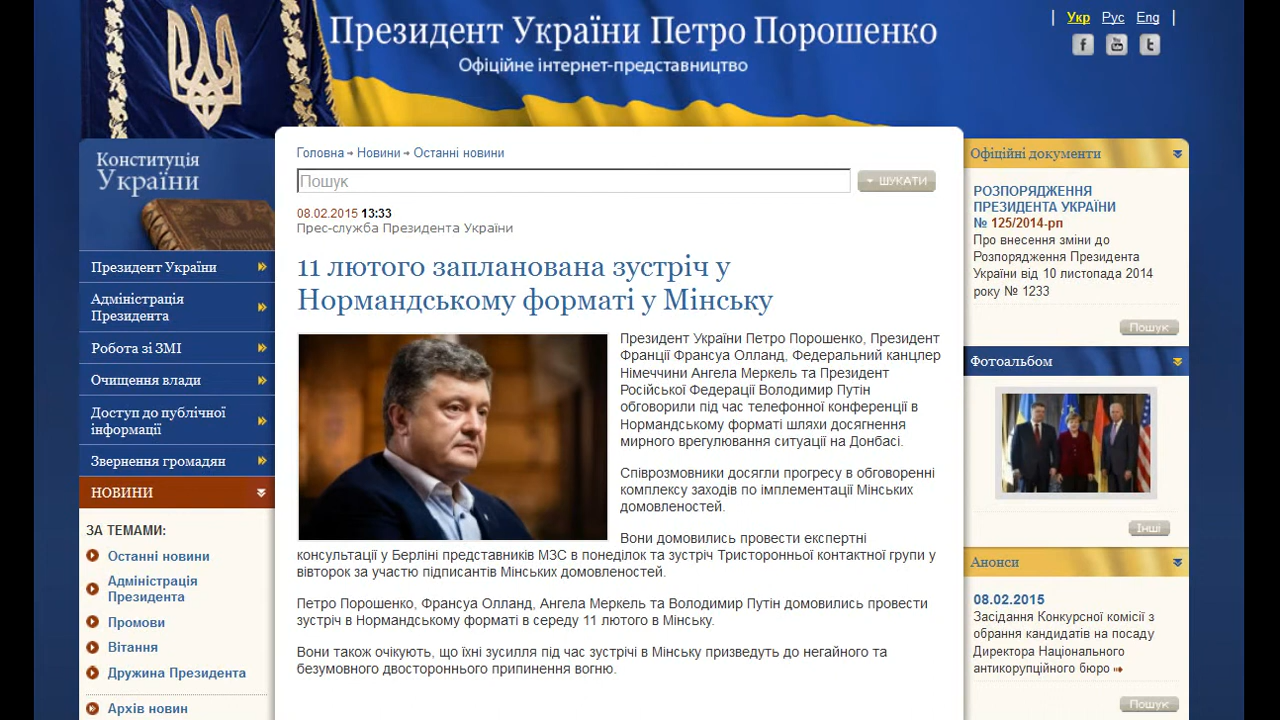 Президент України Петро Порошенко
Офіційне інтернет-представництво
Укр Рус Eng
Конституція
України
Президент України
Адміністрація
Президента
Робота зі ЗМІ
Очищення влади
Доступ до публічної
інформації
Звернення громадян
НОВИНИ
ЗА ТЕМАМИ:
Останні новини
Адміністрація
Президента
Промови
Вітання
Дружина Президента
Архів новин
Головна Новини Останні новини
Пошук
ШУКАТИ
08.02.2015 13:33
Прес-служба Президента України
11 лютого запланована зустріч у
Нормандському форматі у Мінську
Президент України Петро Порошенко, Президент
Франції Франсуа Олланд, Федеральний канцлер
Німеччини Ангела Меркель та Президент
Російської Федерації Володимир Путін
обговорили під час телефонної конференції в
Нормандському форматі шляхи досягнення
мирного врегулювання ситуації на Донбасі.
Співрозмовники досягли прогресу в обговоренні
комплексу заходів по імплементації Мінських
домовленостей.
Вони домовились провести експертні
консультації у Берліні представників МЗС в понеділок та зустріч Тристоронньої контактної групи у
вівторок за участю підписантів Мінських домовленостей.
Петро Порошенко, Франсуа Олланд, Ангела Меркель та Володимир Путін домовились провести
зустріч в Нормандському форматі в середу 11 лютого в Мінську.
Вони також очікують, що їхні зусилля під час зустрічі в Мінську призведуть до негайного та
безумовного двостороннього припинення вогню.
Офіційні документи
РОЗПОРЯДЖЕННЯ
ПРЕЗИДЕНТА УКРАЇНИ
№ 125/2014-рп
Про внесення зміни до
Розпорядження Президента
України від 10 листопада 2014
року № 1233
Пошук
Фотоальбом
Інші
Анонси
08.02.2015
Засідання Конкурсної комісії з
обрання кандидатів на посаду
Директора Національного
антикорупційного бюро
Пошук